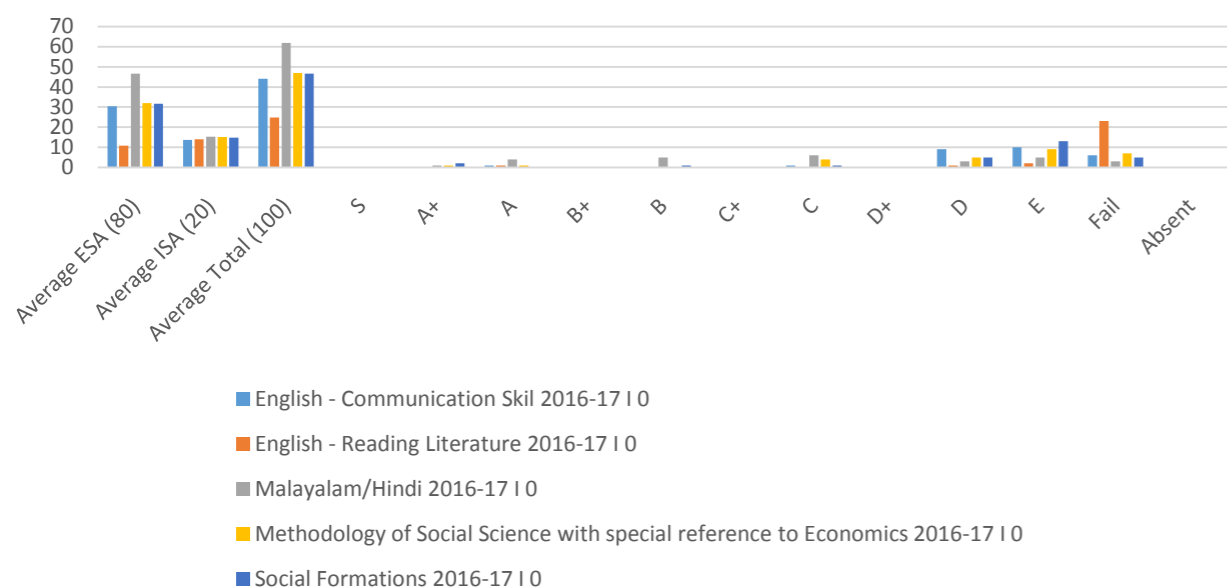 70
60
50
40
30
20
10
0
Average ESA (80)
Average ISA (20)
Average Total (100)
S
A+
A
B+
B
C+
C
D+
D
E
Fail
Absent
English - Communication Skil 2016-17 I 0
English - Reading Literature 2016-17 I 0
Malayalam/Hindi 2016-17 I 0
Methodology of Social Science with special reference to Economics 2016-17 I 0
Social Formations 2016-17 I 0